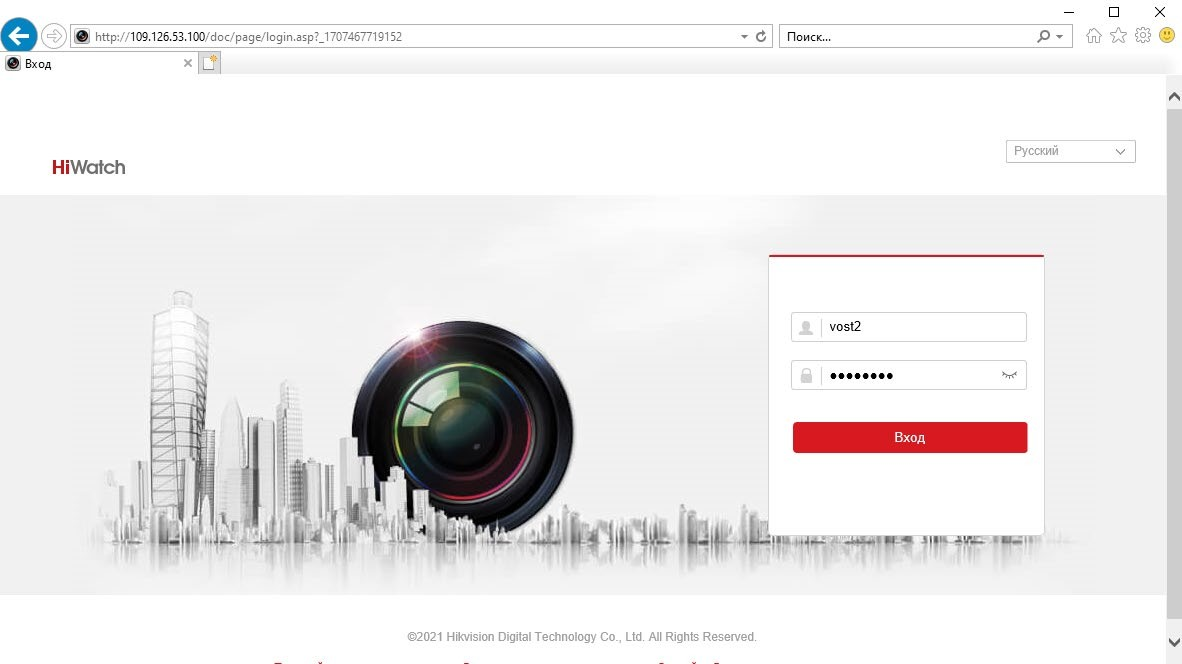 http://109.126.53.100/doc/page/login.asp?_1707467719152
Поиск...
Вход
Русский
HiWatch
vost2
Вход
©2021 Hikvision Digital Technology Co., Ltd. All Rights Reserved.